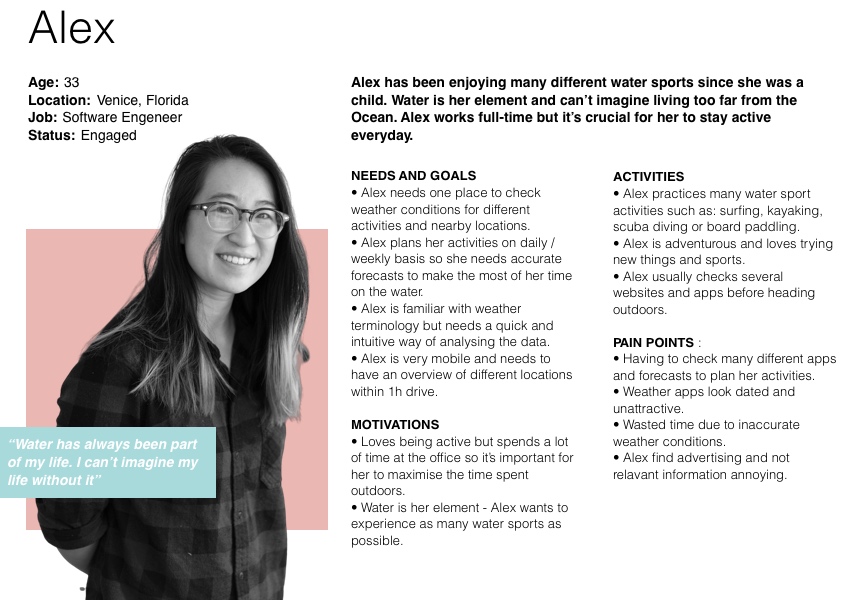 Alex
Age: 33
Location: Venice, Florida
Job: Software Engeneer
Status: Engaged
Alex has been enjoying many different water sports since she was a
child. Water is her element and can't imagine living too far from the
Ocean. Alex works full-time but it's crucial for her to stay active
everyday.
NEEDS AND GOALS
• Alex needs one place to check
weather conditions for different
activities and nearby locations.
• Alex plans her activities on daily /
weekly basis so she needs accurate
forecasts to make the most of her time
on the water.
• Alex is familiar with weather
terminology but needs a quick and
intuitive way of analysing the data.
• Alex is very mobile and needs to
have an overview of different locations
within 1h drive.
MOTIVATIONS
• Loves being active but spends a lot
of time at the office so it's important for
her to maximise the time spent
outdoors.
• Water is her element - Alex wants to
experience as many water sports as
possible.
ACTIVITIES
• Alex practices many water sport
activities such as: surfing, kayaking,
scuba diving or board paddling.
• Alex is adventurous and loves trying
new things and sports.
• Alex usually checks several
websites and apps before heading
outdoors.
PAIN POINTS :
• Having to check many different apps
and forecasts to plan her activities.
• Weather apps look dated and
unattractive.
• Wasted time due to inaccurate
weather conditions.
• Alex find advertising and not
relavant information annoying.
“Water has always been part
of my life. I can't imagine my
life without it”